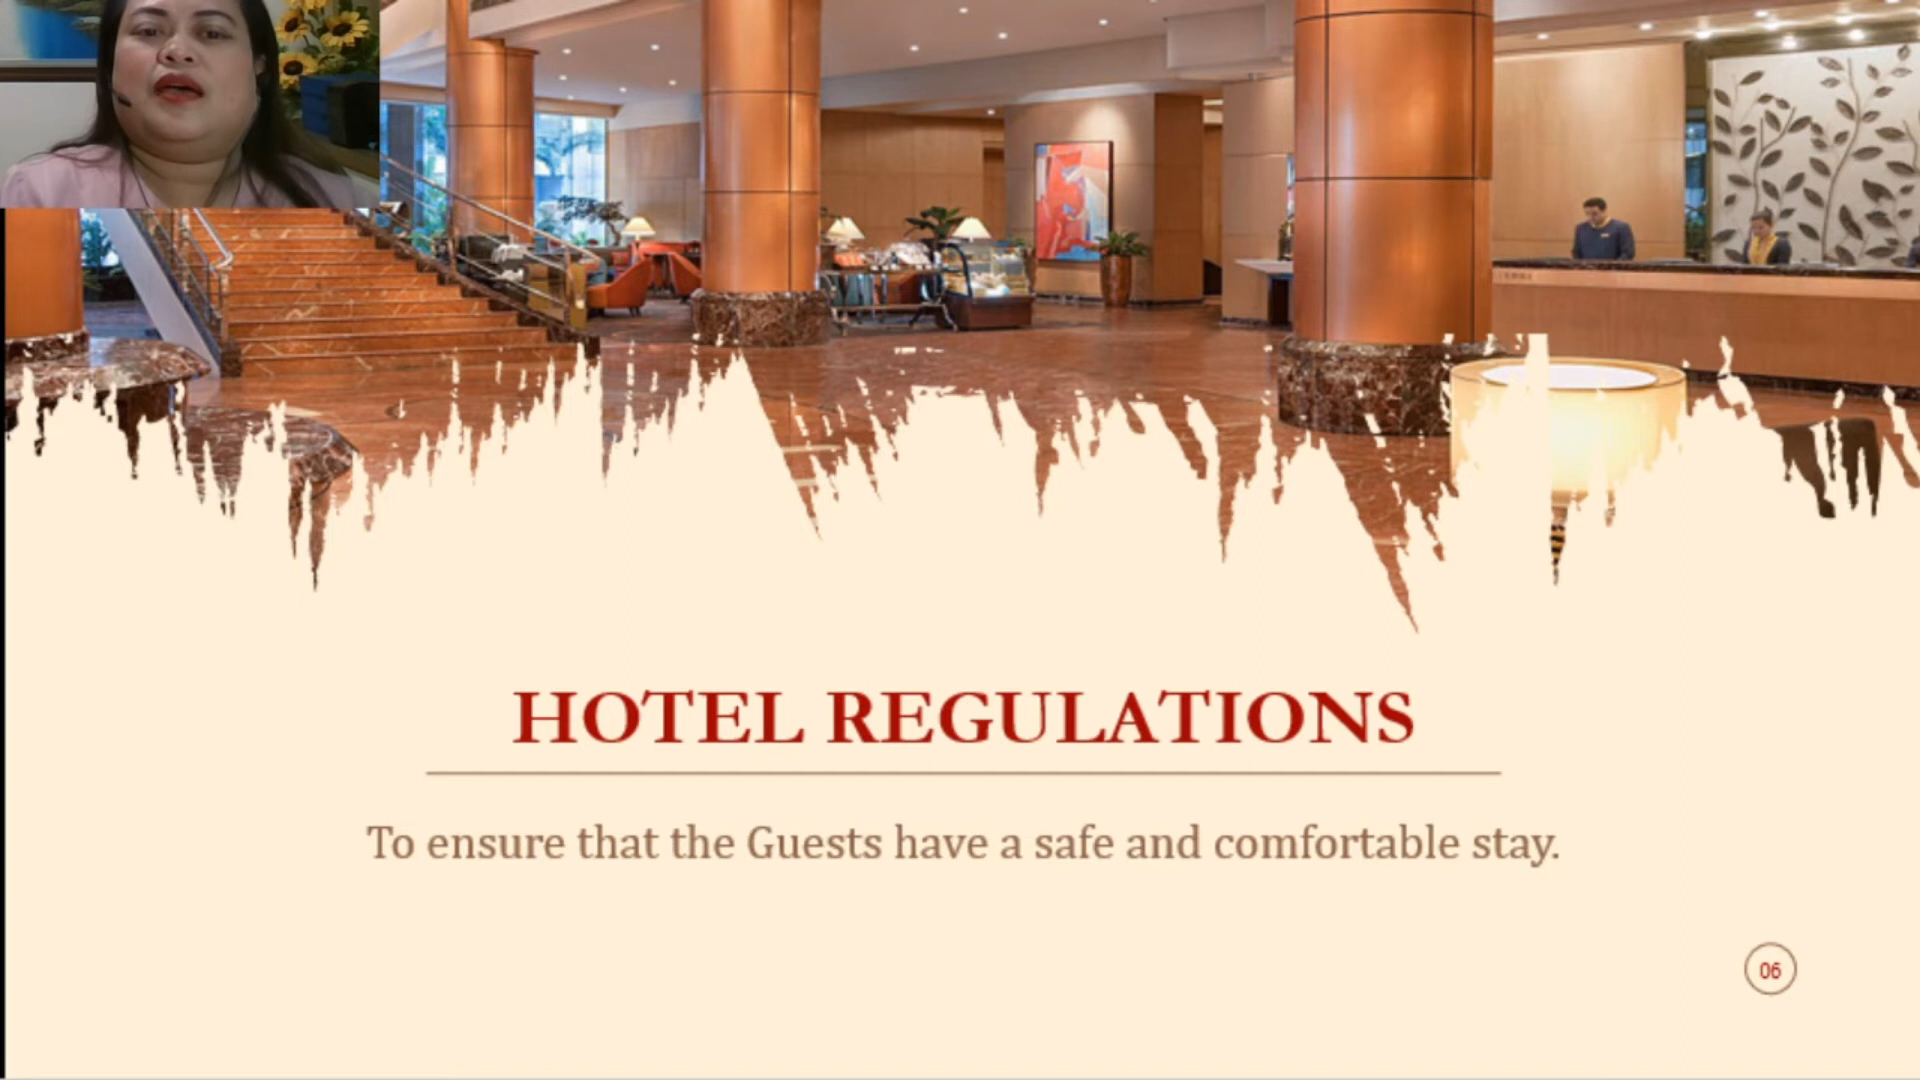 HOTEL REGULATIONS
To ensure that the Guests have a safe and comfortable stay.
06